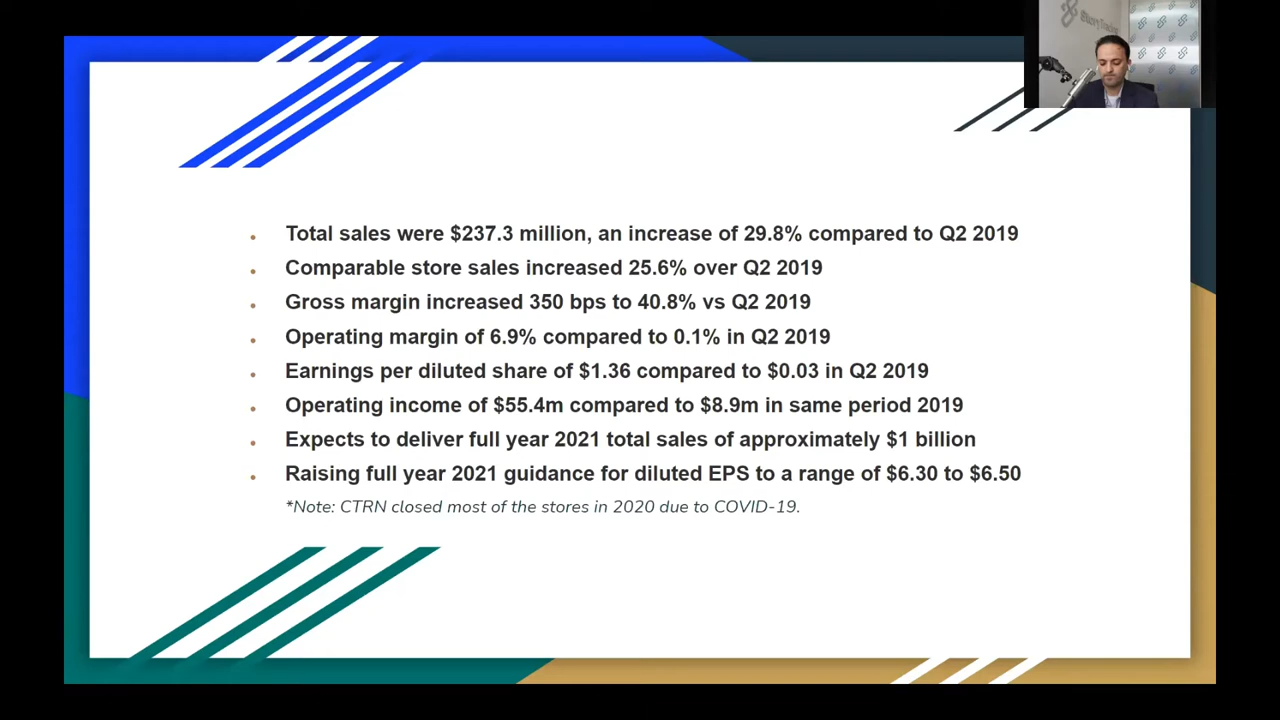 Total sales were $237.3 million, an increase of 29.8% compared to Q2 2019
Comparable store sales increased 25.6% over Q2 2019
Gross margin increased 350 bps to 40.8% vs Q2 2019
Operating margin of 6.9% compared to 0.1% in Q2 2019
Earnings per diluted share of $1.36 compared to $0.03 in Q2 2019
Operating income of $55.4m compared to $8.9m in same period 2019
Expects to deliver full year 2021 total sales of approximately $1 billion
Raising full year 2021 guidance for diluted EPS to a range of $6.30 to $6.50
*Note: CTRN closed most of the stores in 2020 due to COVID-19.